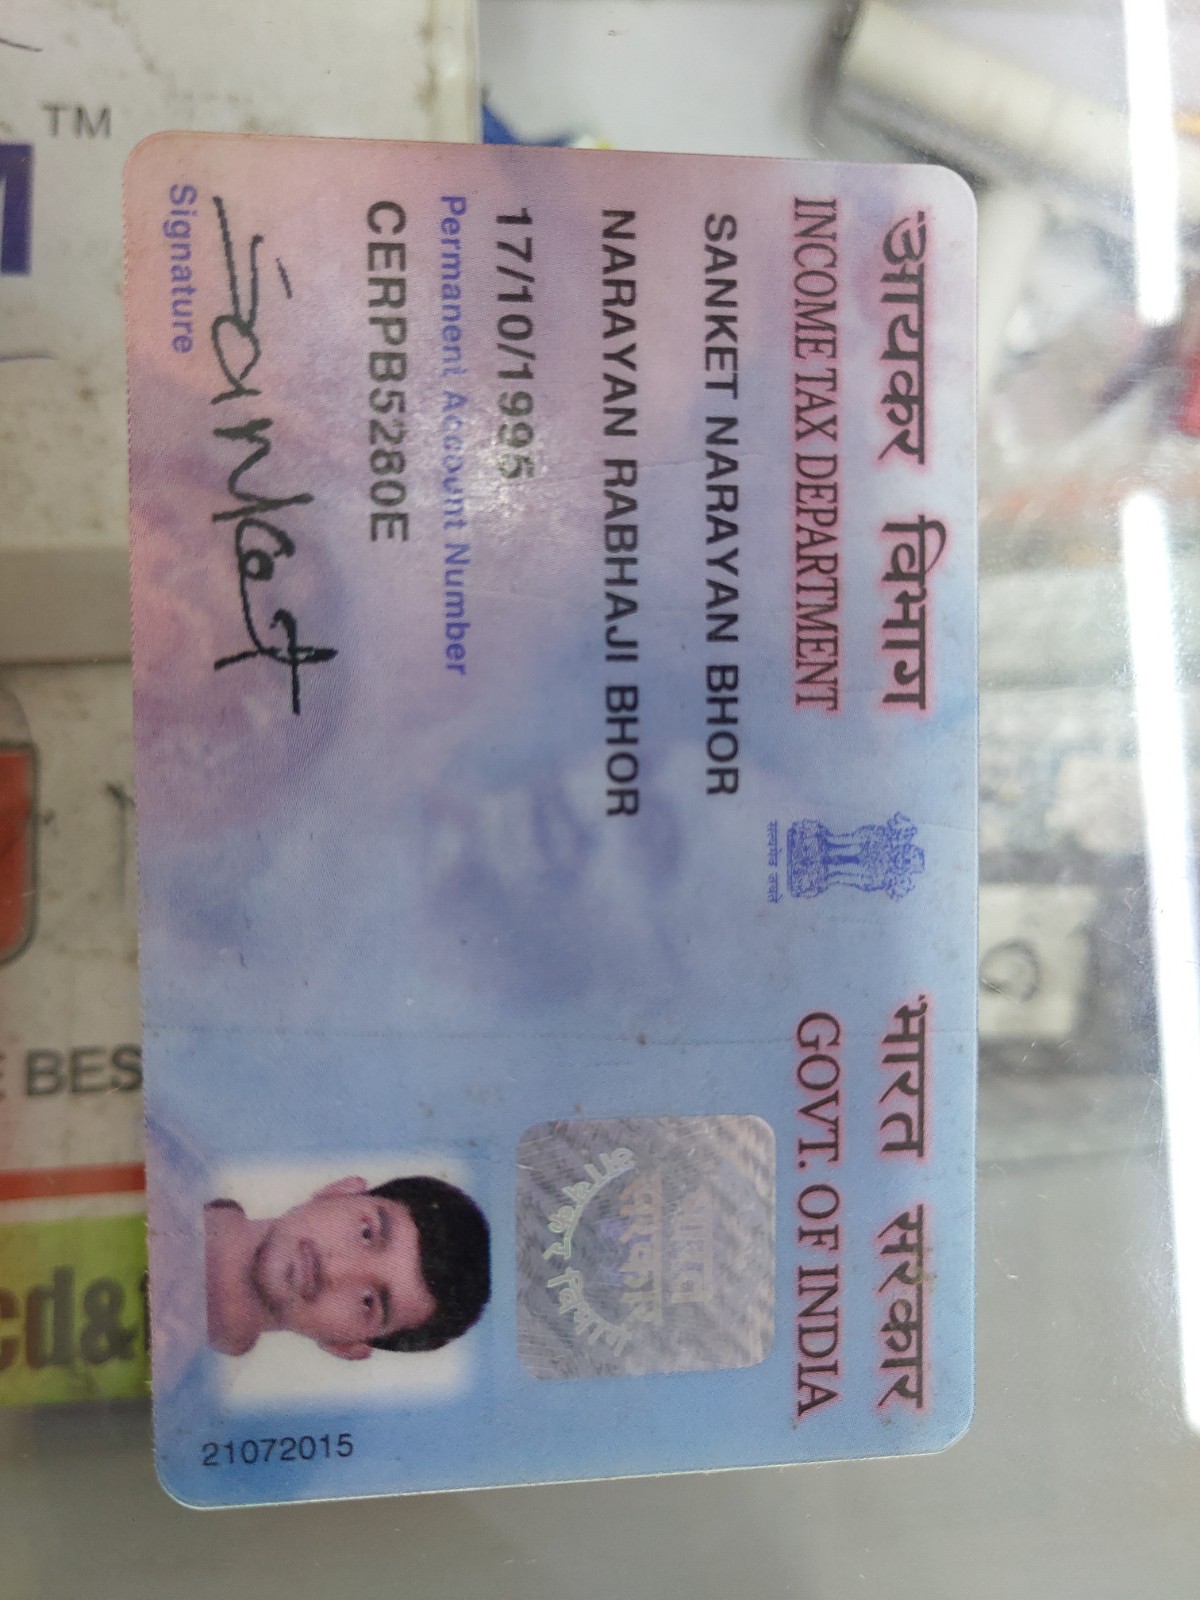 आयकर विभाग
INCOME TAX DEPARTMENT
सत्यमेव जयते
भारत सरकार
GOVT. OF INDIA
SANKET NARAYAN BHOR
NARAYAN RABHAJI BHOR
17/10/1995
Permanent Account Number
CERPB5280E
Signature
Sanket
भारत
सरकार
आयकर विभाग
21072015
TM
BES
cd&